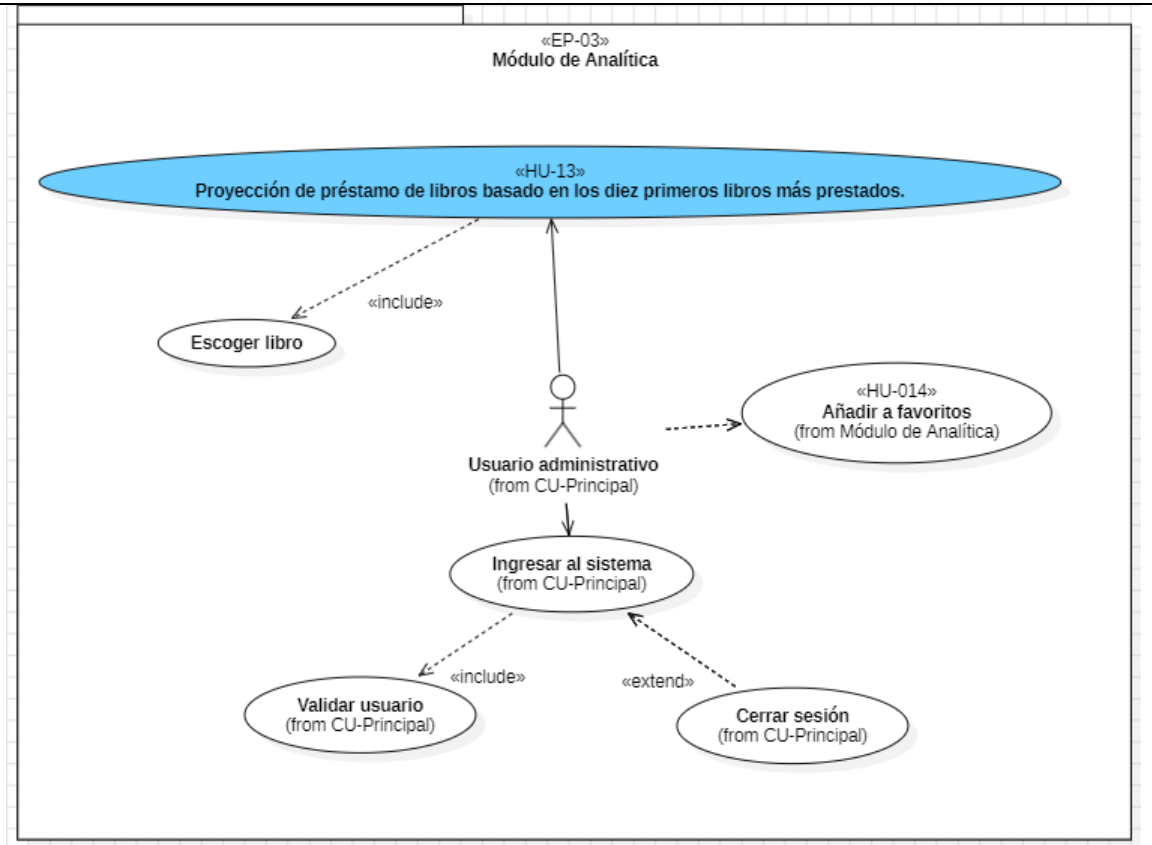 «EP-03»
Módulo de Analítica
«HU-13»
Proyección de préstamo de libros basado en los diez primeros libros más prestados.
«include»
Escoger libro
«HU-014»
Añadir a favoritos
(from Módulo de Analítica)
Usuario administrativo
(from CU-Principal)
Ingresar al sistema
(from CU-Principal)
«include»
«extend»
Validar usuario
(from CU-Principal)
Cerrar sesión
(from CU-Principal)